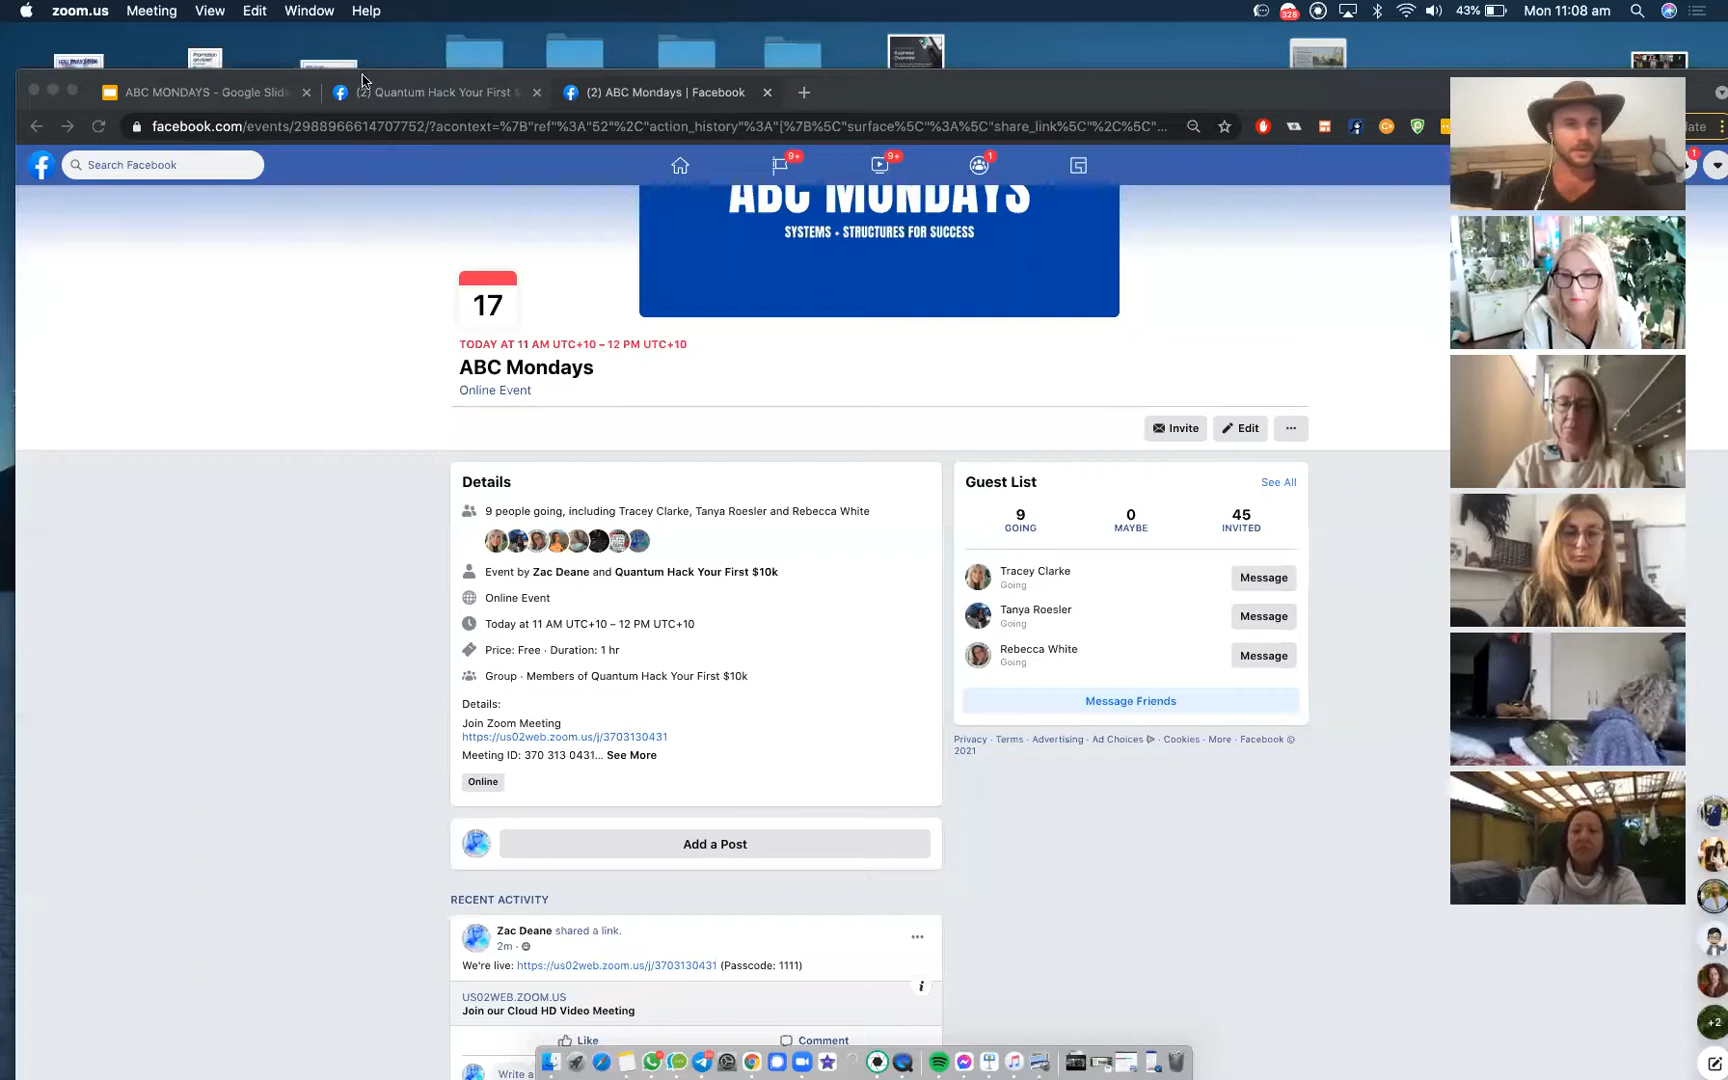 zoom.us Meeting View Edit Window Help
328 43% Mon 11:08 am
ABC MONDAYS - Google Slid
(2) Quantum Hack Your First $
(2) ABC Mondays | Facebook
facebook.com/events/2988966614707752/?acontext=%7B"ref"%3A"52"%2C"action_history"%3A"[%7B%5C"surface%5C"%3A%5C"share_link%5C"%2C%5C"...
Search Facebook
9+ 9+ 1 1
ABC MONDAYS
SYSTEMS + STRUCTURES FOR SUCCESS
17
TODAY AT 11 AM UTC+10 – 12 PM UTC+10
ABC Mondays
Online Event
Invite Edit ...
Details
9 people going, including Tracey Clarke, Tanya Roesler and Rebecca White
Event by Zac Deane and Quantum Hack Your First $10k
Online Event
Today at 11 AM UTC+10 – 12 PM UTC+10
Price: Free · Duration: 1 hr
Group · Members of Quantum Hack Your First $10k
Details:
Join Zoom Meeting
https://us02web.zoom.us/j/3703130431
Meeting ID: 370 313 0431... See More
Online
Guest List See All
9 0 45
GOING MAYBE INVITED
Tracey Clarke
Going
Message
Tanya Roesler
Going
Message
Rebecca White
Going
Message
Message Friends
Privacy · Terms · Advertising · Ad Choices · Cookies · More · Facebook ©
2021
Add a Post
RECENT ACTIVITY
Zac Deane shared a link.
2m ·
We're live: https://us02web.zoom.us/j/3703130431 (Passcode: 1111)
US02WEB.ZOOM.US
Join our Cloud HD Video Meeting
Like Comment
Write a
+2